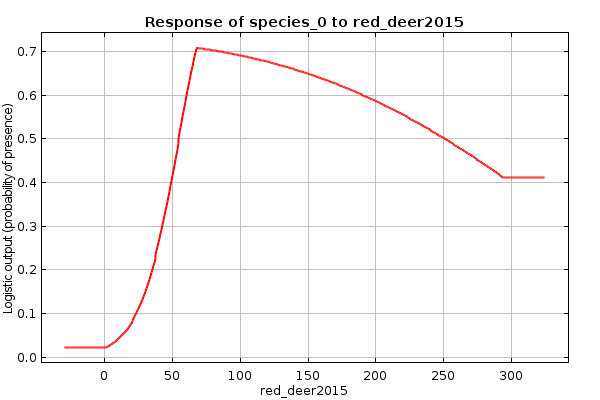 Response of species_0 to red_deer2015
Logistic output (probability of presence)
0.7
0.6
0.5
0.4
0.3
0.2
0.1
0.0
0 50 100 150 200 250 300
red_deer2015